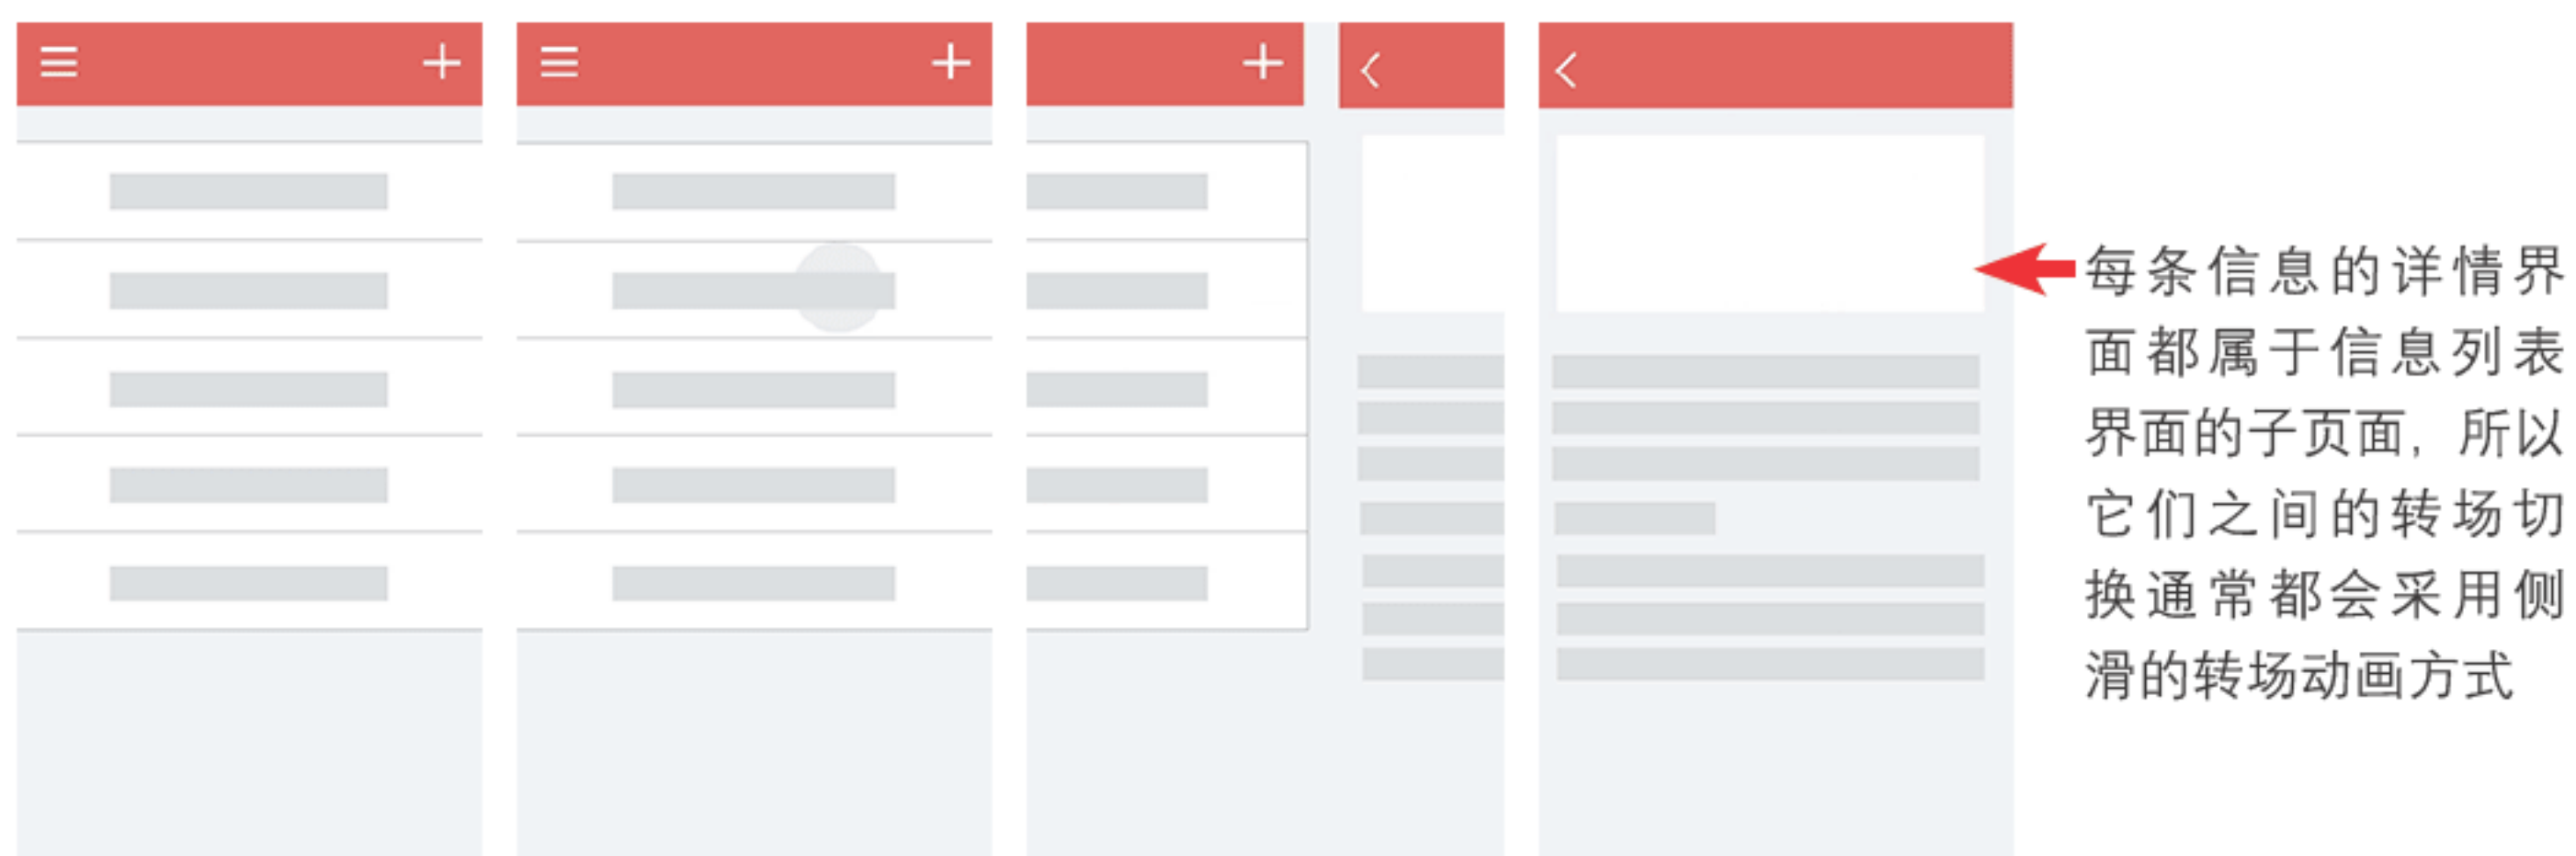 每条信息的详情界
面都属于信息列表
界面的子页面，所以
它们之间的转场切
换通常都会采用侧
滑的转场动画方式